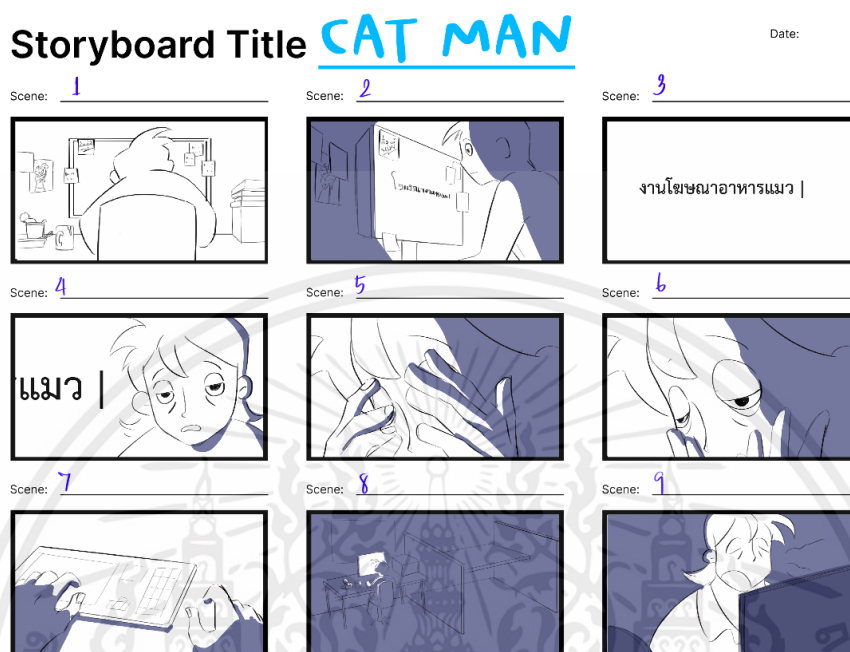 Storyboard Title CAT MAN
Date:
Scene: 1
Scene: 2
Scene: 3
งานโฆษณาอาหารแมว |
Scene: 4
Scene: 5
Scene: 6
แมว |
Scene: 7
Scene: 8
Scene: 9